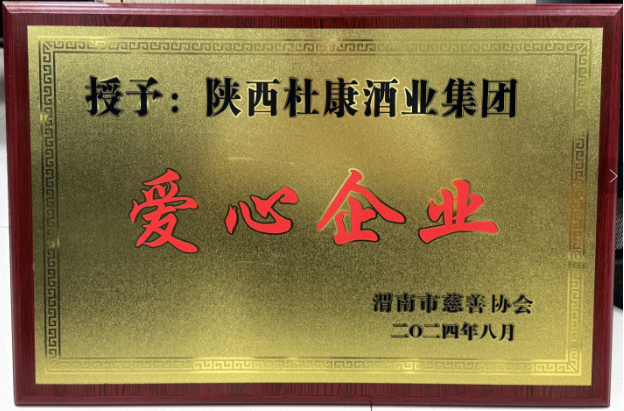 授予：陕西杜康酒业集团
爱心企业
渭南市慈善协会
二O二四年八月